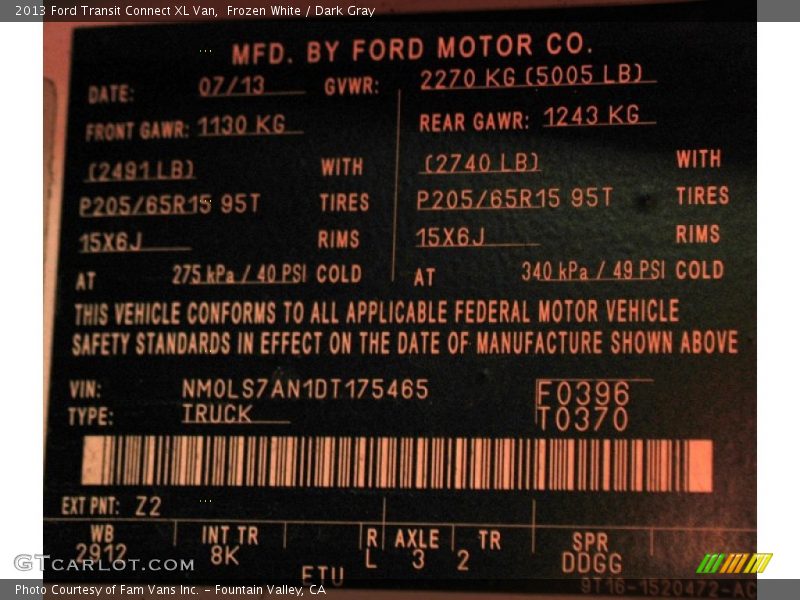 2013 Ford Transit Connect XL Van,  Frozen White / Dark Gray
MFD. BY FORD MOTOR CO.
DATE: 07/13 GVWR: 2270 KG (5005 LB)
FRONT GAWR: 1130 KG REAR GAWR: 1243 KG
(2491 LB) WITH (2740 LB) WITH
P205/65R15 95T TIRES P205/65R15 95T TIRES
15X6J RIMS 15X6J RIMS
AT 275 kPa / 40 PSI COLD AT 340 kPa / 49 PSI COLD
THIS VEHICLE CONFORMS TO ALL APPLICABLE FEDERAL MOTOR VEHICLE
SAFETY STANDARDS IN EFFECT ON THE DATE OF MANUFACTURE SHOWN ABOVE
VIN: NM0LS7AN1DT175465 F0396
TYPE: TRUCK T0370
EXT PNT: Z2
WB INT TR R AXLE TR SPR
2912 8K L 3 2 DDGG
ETU
9T16-1520472-AC
GTCARLOT.COM
Photo Courtesy of Fam Vans Inc. - Fountain Valley, CA